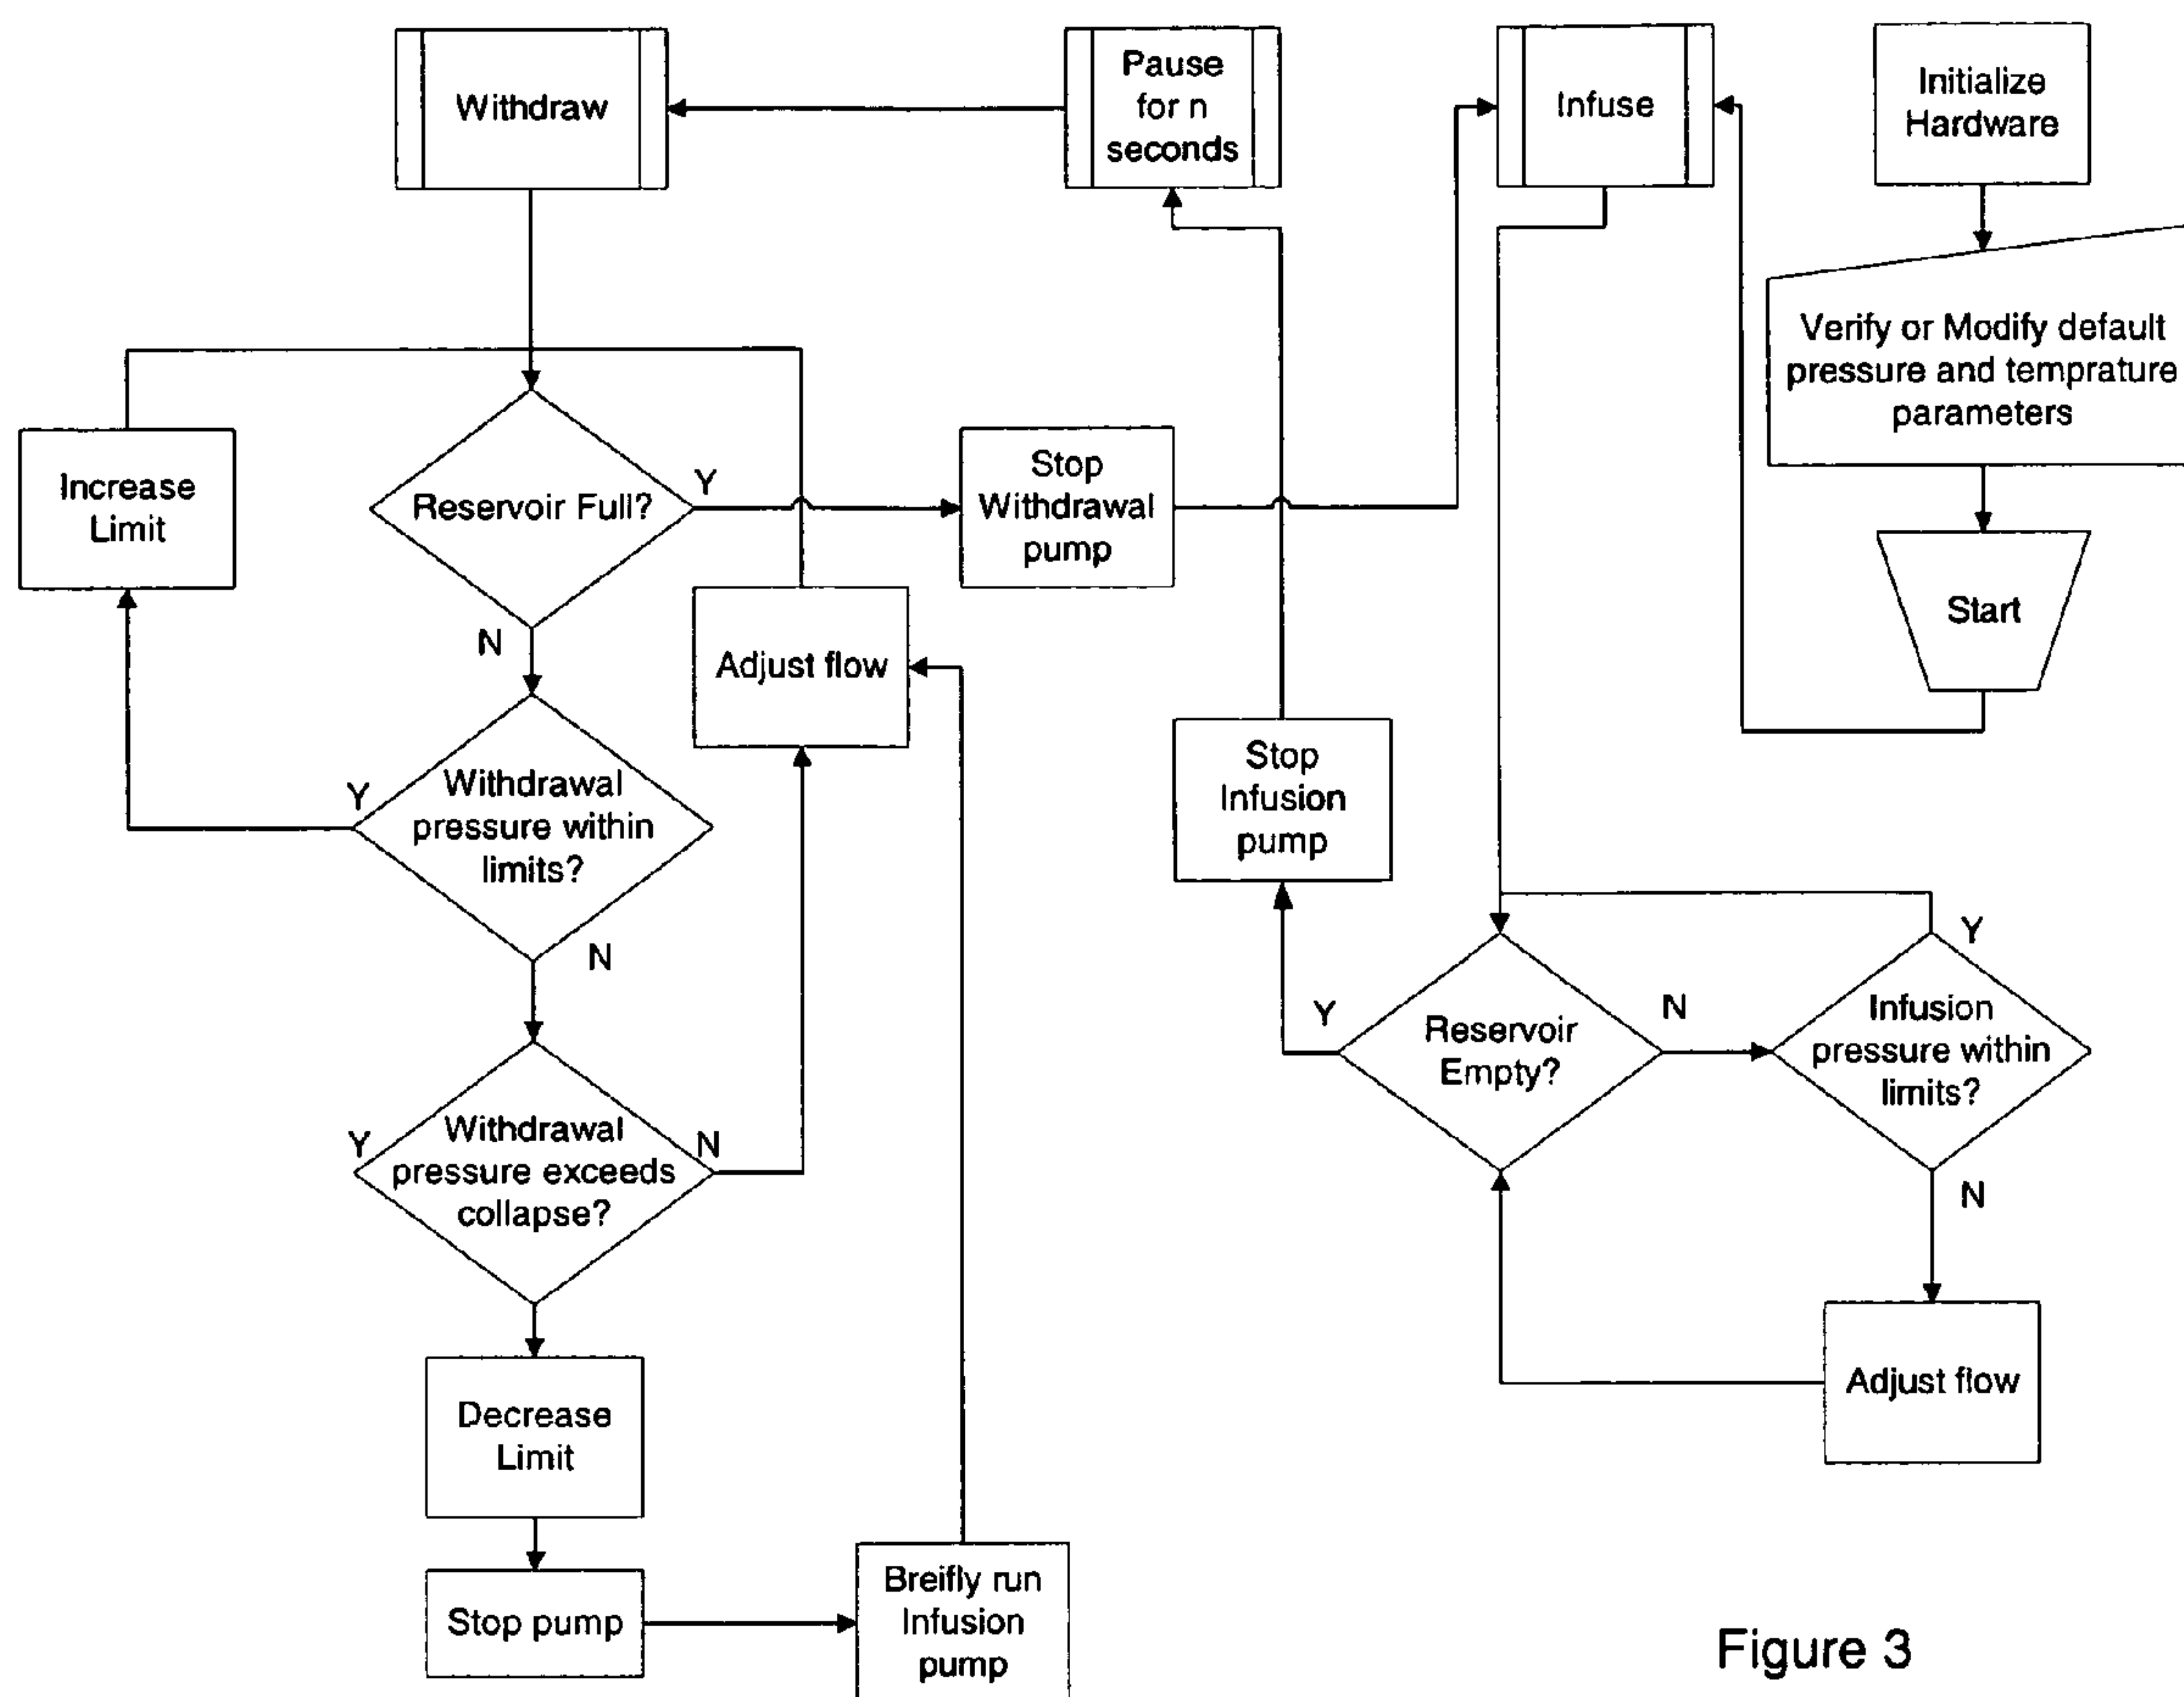 Withdraw
Pause
for n
seconds
Infuse
Initialize
Hardware
Verify or Modify default
pressure and temprature
parameters
Start
Increase
Limit
Reservoir Full?
Y
N
Stop
Withdrawal
pump
Adjust flow
Withdrawal
pressure within
limits?
Y
N
Stop
Infusion
pump
Withdrawal
pressure exceeds
collapse?
Y
N
Reservoir
Empty?
Y
N
Infusion
pressure within
limits?
Y
N
Adjust flow
Decrease
Limit
Stop pump
Breifly run
Infusion
pump
Figure 3